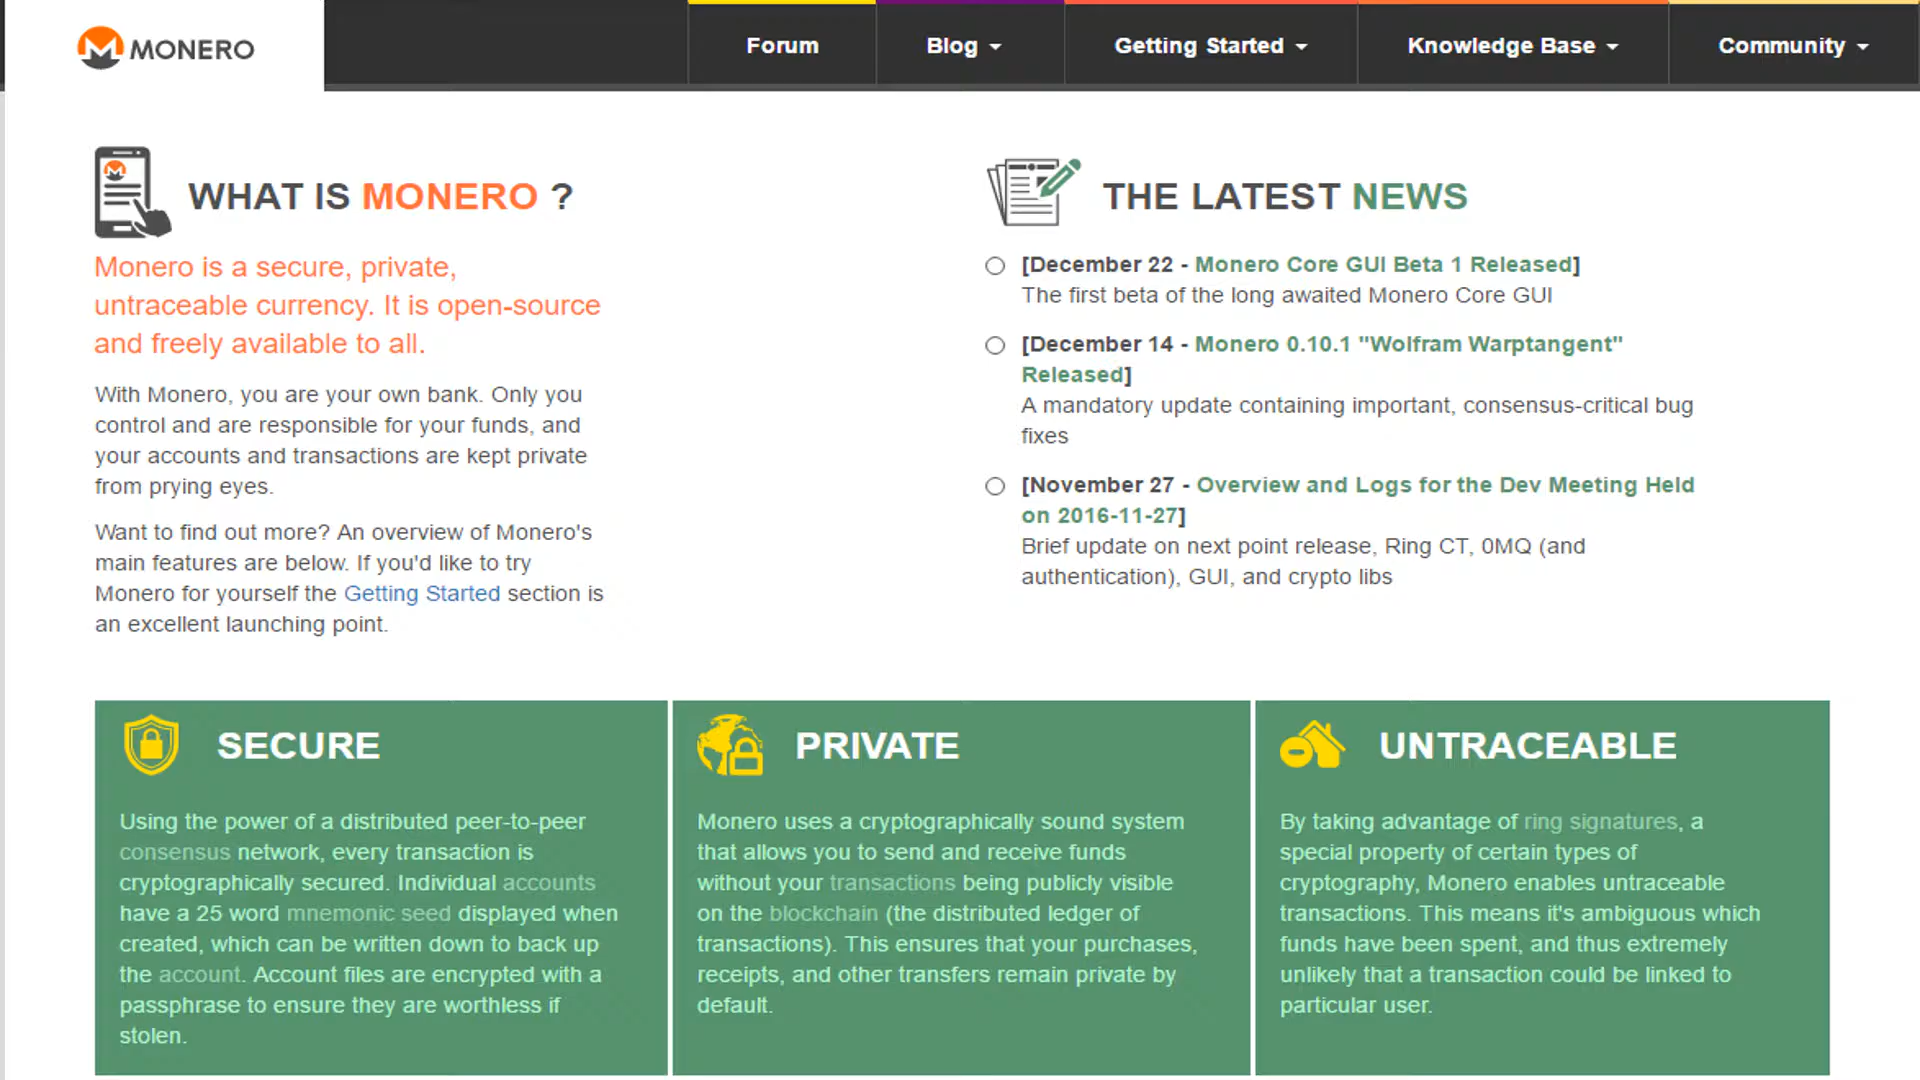 MONERO
Forum
Blog
Getting Started
Knowledge Base
Community
WHAT IS MONERO ?
Monero is a secure, private,
untraceable currency. It is open-source
and freely available to all.
With Monero, you are your own bank. Only you
control and are responsible for your funds, and
your accounts and transactions are kept private
from prying eyes.
Want to find out more? An overview of Monero's
main features are below. If you'd like to try
Monero for yourself the Getting Started section is
an excellent launching point.
THE LATEST NEWS
[December 22 - Monero Core GUI Beta 1 Released]
The first beta of the long awaited Monero Core GUI
[December 14 - Monero 0.10.1 "Wolfram Warptangent"
Released]
A mandatory update containing important, consensus-critical bug
fixes
[November 27 - Overview and Logs for the Dev Meeting Held
on 2016-11-27]
Brief update on next point release, Ring CT, 0MQ (and
authentication), GUI, and crypto libs
SECURE
Using the power of a distributed peer-to-peer
consensus network, every transaction is
cryptographically secured. Individual accounts
have a 25 word mnemonic seed displayed when
created, which can be written down to back up
the account. Account files are encrypted with a
passphrase to ensure they are worthless if
stolen.
PRIVATE
Monero uses a cryptographically sound system
that allows you to send and receive funds
without your transactions being publicly visible
on the blockchain (the distributed ledger of
transactions). This ensures that your purchases,
receipts, and other transfers remain private by
default.
UNTRACEABLE
By taking advantage of ring signatures, a
special property of certain types of
cryptography, Monero enables untraceable
transactions. This means it's ambiguous which
funds have been spent, and thus extremely
unlikely that a transaction could be linked to
particular user.